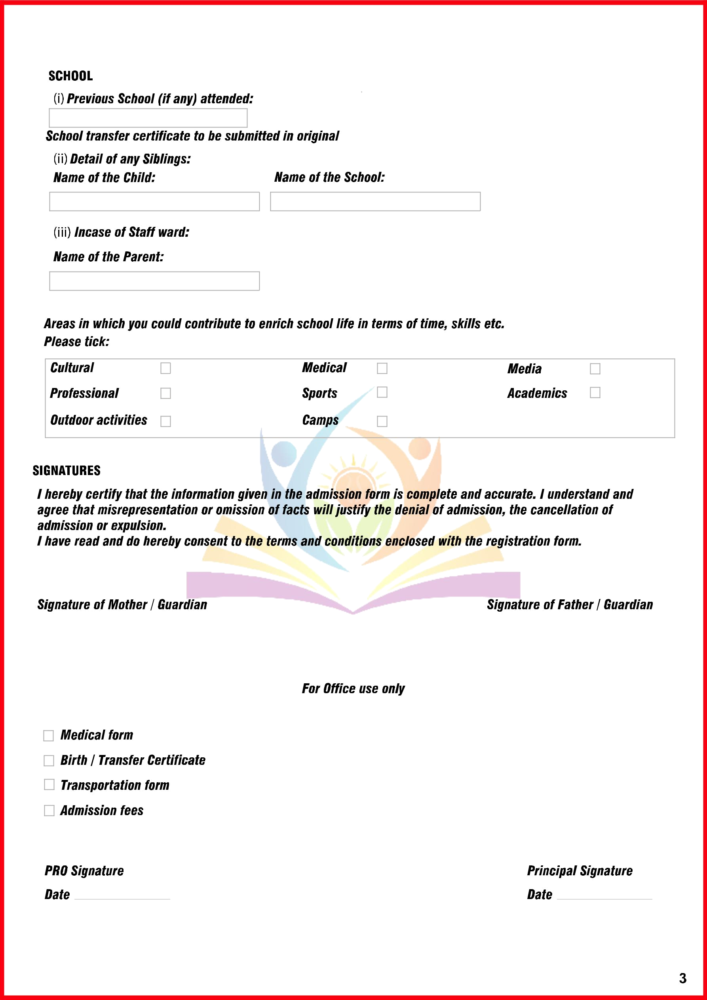 SCHOOL
(i) Previous School (if any) attended:
School transfer certificate to be submitted in original
(ii) Detail of any Siblings:
Name of the Child: Name of the School:
(iii) Incase of Staff ward:
Name of the Parent:
Areas in which you could contribute to enrich school life in terms of time, skills etc.
Please tick:
Cultural Medical Media
Professional Sports Academics
Outdoor activities Camps
SIGNATURES
I hereby certify that the information given in the admission form is complete and accurate. I understand and
agree that misrepresentation or omission of facts will justify the denial of admission, the cancellation of
admission or expulsion.
I have read and do hereby consent to the terms and conditions enclosed with the registration form.
Signature of Mother / Guardian Signature of Father / Guardian
For Office use only
Medical form
Birth / Transfer Certificate
Transportation form
Admission fees
PRO Signature Principal Signature
Date Date
3